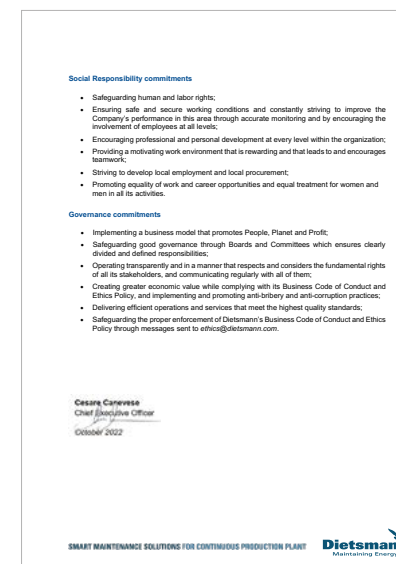 Social Responsibility commitments
• Safeguarding human and labor rights;
• Ensuring safe and secure working conditions and constantly striving to improve the
Company's performance in this area through accurate monitoring and by encouraging the
involvement of employees at all levels;
• Encouraging professional and personal development at every level within the organization;
• Providing a motivating work environment that is rewarding and that leads to and encourages
teamwork;
• Striving to develop local employment and local procurement;
• Promoting equality of work and career opportunities and equal treatment for women and
men in all its activities.
Governance commitments
• Implementing a business model that promotes People, Planet and Profit;
• Safeguarding good governance through Boards and Committees which ensures clearly
divided and defined responsibilities;
• Operating transparently and in a manner that respects and considers the fundamental rights
of all its stakeholders, and communicating regularly with all of them;
• Creating greater economic value while complying with its Business Code of Conduct and
Ethics Policy, and implementing and promoting anti-bribery and anti-corruption practices;
• Delivering efficient operations and services that meet the highest quality standards;
• Safeguarding the proper enforcement of Dietsmann's Business Code of Conduct and Ethics
Policy through messages sent to ethics@dietsmann.com.
Cesare Canevese
Chief Executive Officer
October 2022
SMART MAINTENANCE SOLUTIONS FOR CONTINUOUS PRODUCTION PLANT
Dietsman
Maintaining Energy